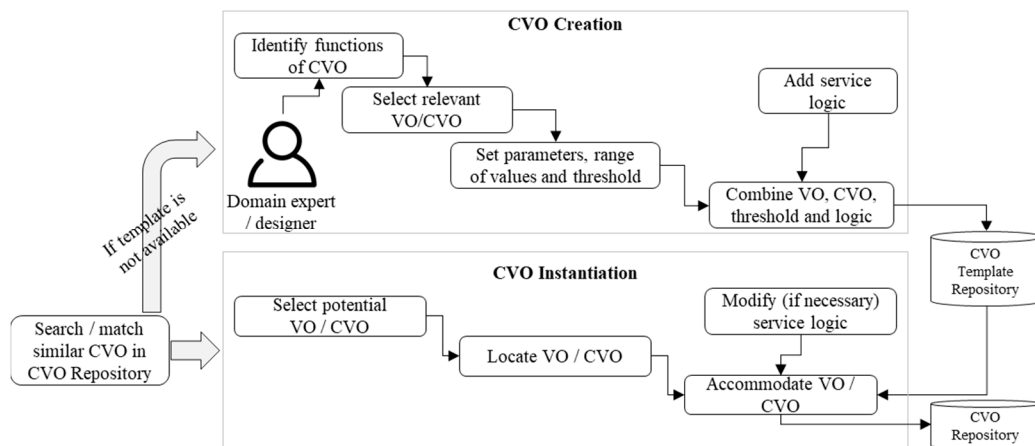 CVO Creation
Identify functions
of CVO
Select relevant
VO/CVO
Add service
logic
Set parameters, range
of values and threshold
Domain expert
/ designer
Combine VO, CVO,
threshold and logic
If template is
not available
CVO
Template
Repository
CVO Instantiation
Select potential
VO / CVO
Modify (if necessary)
service logic
Search / match
similar CVO in
CVO Repository
Locate VO / CVO
Accommodate VO /
CVO
CVO
Repository